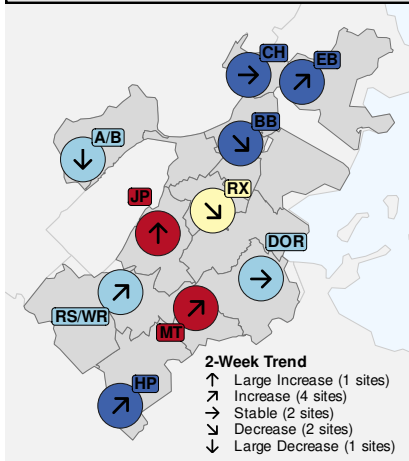 CH
EB
BB
A/B
JP
RX
DOR
RS/WR
MT
HP
2-Week Trend
↑ Large Increase (1 sites)
↗ Increase (4 sites)
→ Stable (2 sites)
↘ Decrease (2 sites)
↓ Large Decrease (1 sites)